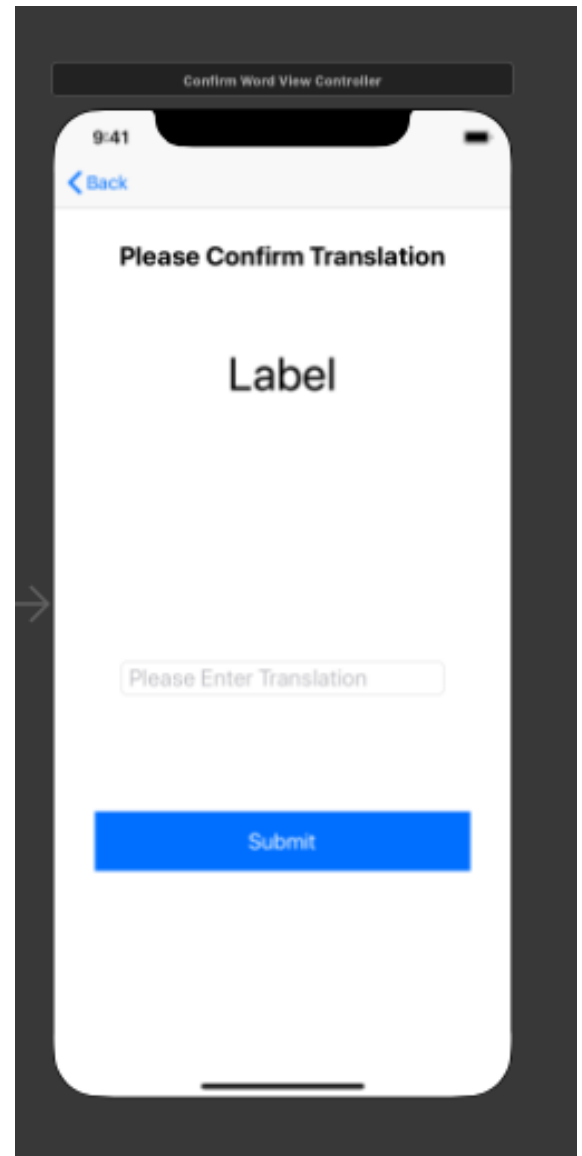 Confirm Word View Controller
9:41
Back
Please Confirm Translation
Label
Please Enter Translation
Submit